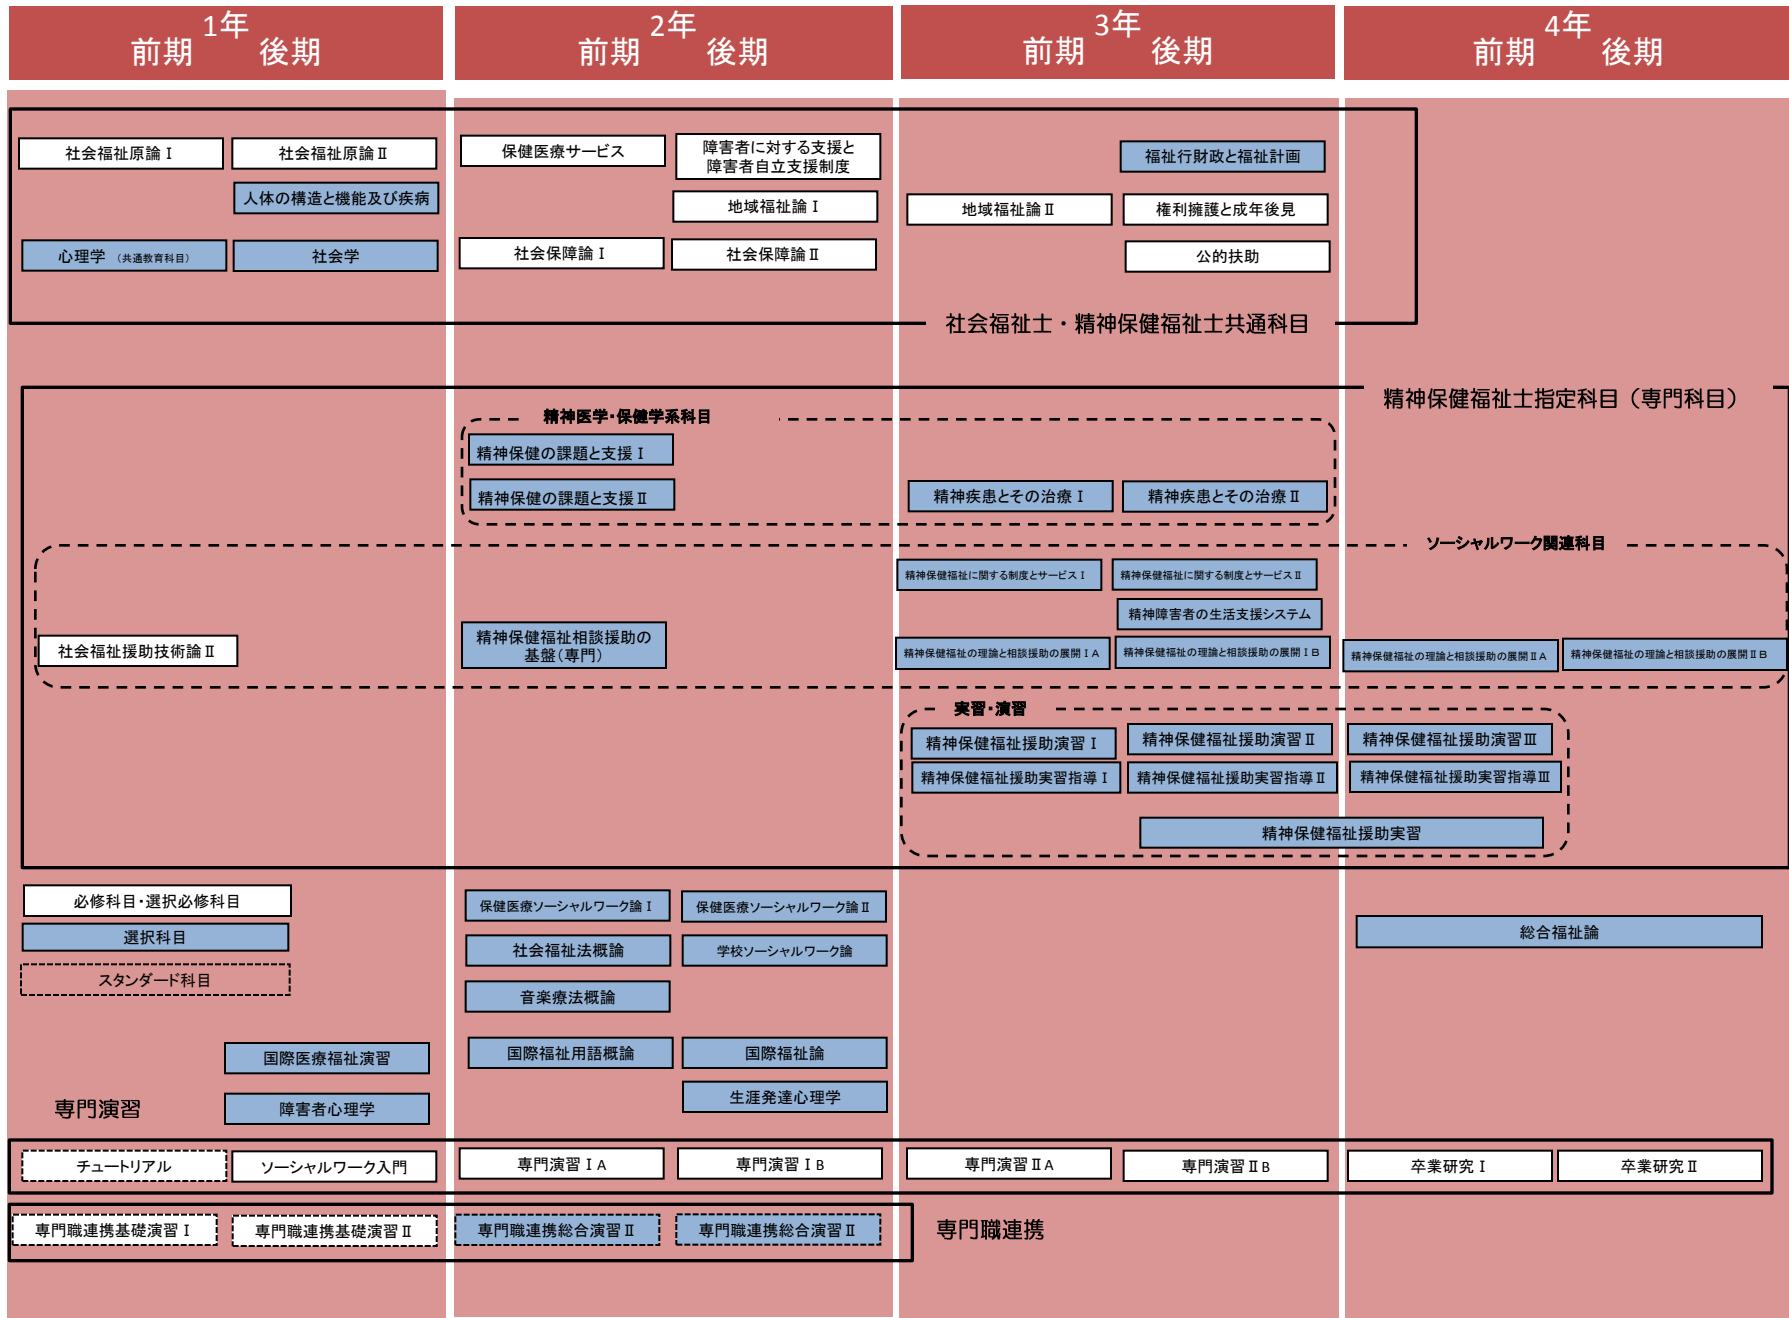 1年
前期 後期
2年
前期 後期
3年
前期 後期
4年
前期 後期
社会福祉原論Ⅰ
社会福祉原論Ⅱ
保健医療サービス
障害者に対する支援と
障害者自立支援制度
福祉行財政と福祉計画
人体の構造と機能及び疾病
地域福祉論Ⅰ
地域福祉論Ⅱ
権利擁護と成年後見
心理学 (共通教育科目)
社会学
社会保障論Ⅰ
社会保障論Ⅱ
公的扶助
社会福祉士・精神保健福祉士共通科目
精神保健福祉士指定科目(専門科目)
精神医学・保健学系科目
精神保健の課題と支援Ⅰ
精神保健の課題と支援Ⅱ
精神疾患とその治療Ⅰ
精神疾患とその治療Ⅱ
ソーシャルワーク関連科目
精神保健福祉に関する制度とサービスⅠ
精神保健福祉に関する制度とサービスⅡ
精神障害者の生活支援システム
社会福祉援助技術論Ⅱ
精神保健福祉相談援助の
基盤(専門)
精神保健福祉の理論と相談援助の展開ⅠA
精神保健福祉の理論と相談援助の展開ⅠB
精神保健福祉の理論と相談援助の展開ⅡA
精神保健福祉の理論と相談援助の展開ⅡB
実習・演習
精神保健福祉援助演習Ⅰ
精神保健福祉援助演習Ⅱ
精神保健福祉援助演習Ⅲ
精神保健福祉援助実習指導Ⅰ
精神保健福祉援助実習指導Ⅱ
精神保健福祉援助実習指導Ⅲ
精神保健福祉援助実習
必修科目・選択必修科目
選択科目
スタンダード科目
保健医療ソーシャルワーク論Ⅰ
保健医療ソーシャルワーク論Ⅱ
社会福祉法概論
学校ソーシャルワーク論
総合福祉論
音楽療法概論
国際医療福祉演習
国際福祉用語概論
国際福祉論
障害者心理学
生涯発達心理学
専門演習
チュートリアル
ソーシャルワーク入門
専門演習ⅠA
専門演習ⅠB
専門演習ⅡA
専門演習ⅡB
卒業研究Ⅰ
卒業研究Ⅱ
専門職連携基礎演習Ⅰ
専門職連携基礎演習Ⅱ
専門職連携総合演習Ⅱ
専門職連携総合演習Ⅱ
専門職連携